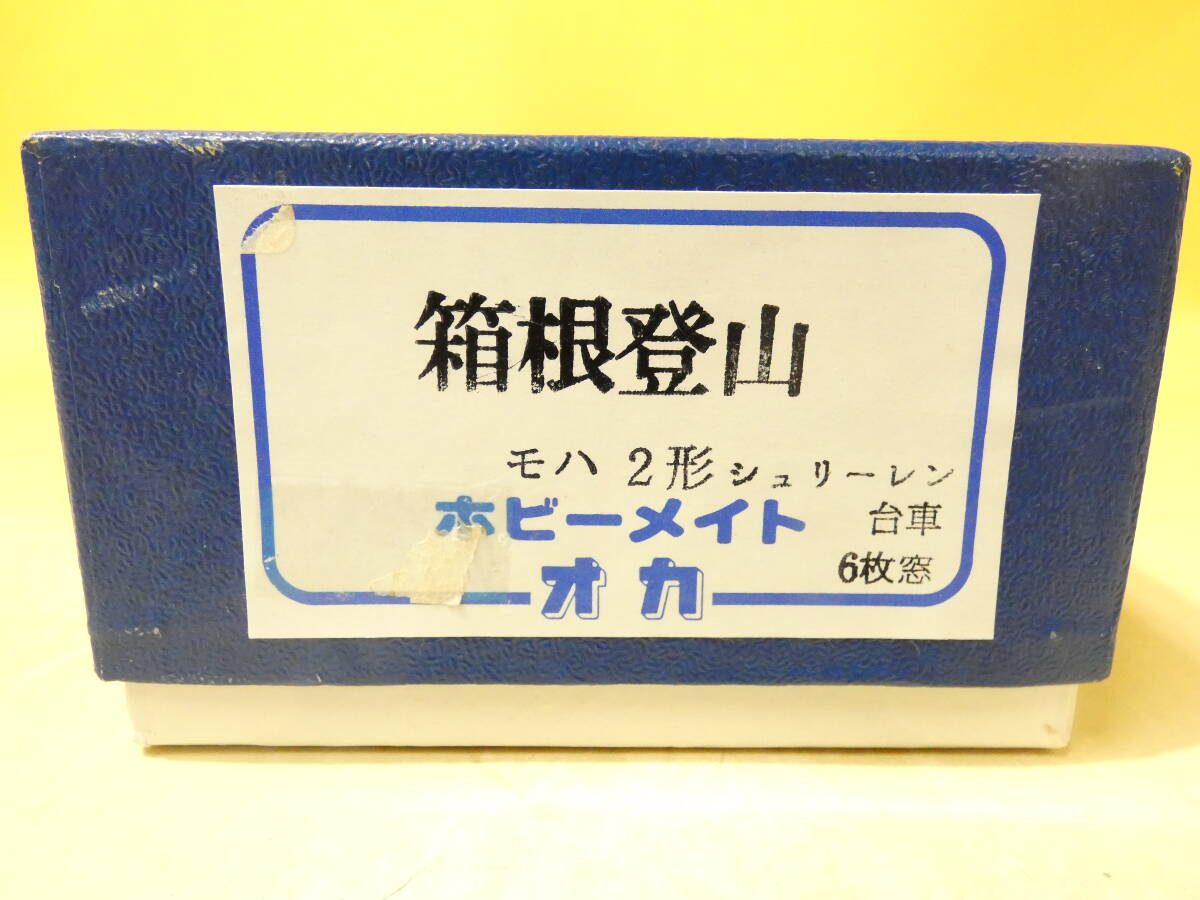 箱根登山
モハ 2形 シュリーレン
ホビーメイト 台車
オカ 6枚窓